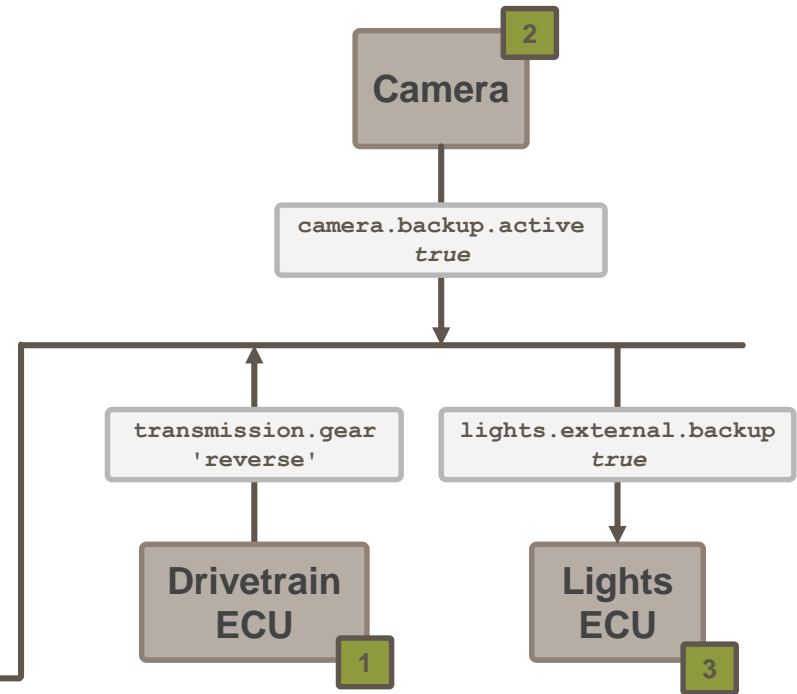 2
Camera
camera.backup.active
true
transmission.gear
'reverse'
lights.external.backup
true
Drivetrain
ECU
1
Lights
ECU
3